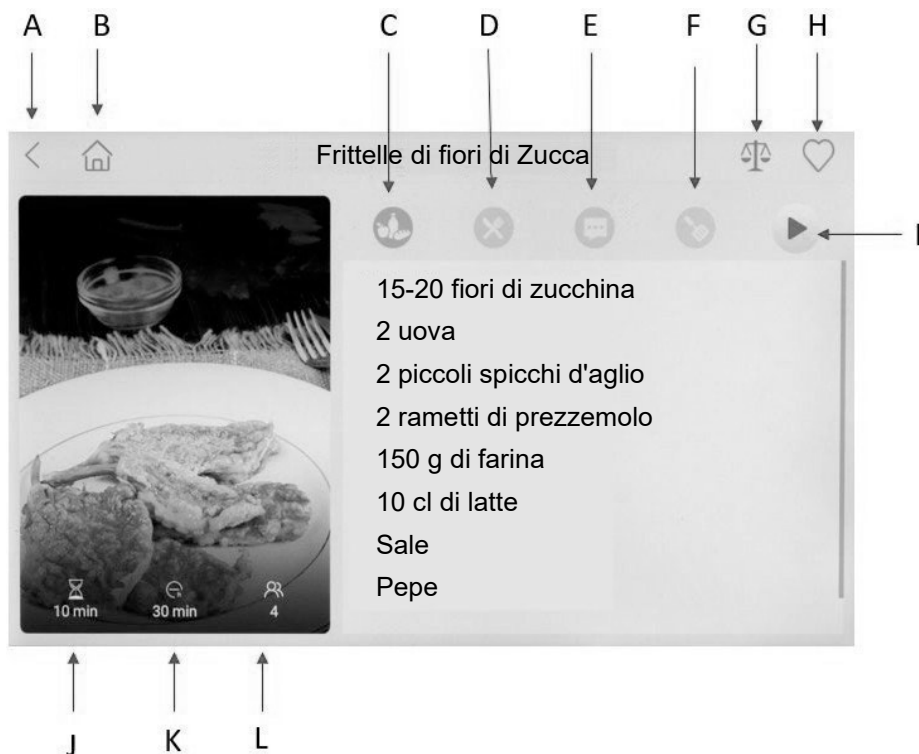 A B C D E F G H
Frittelle di fiori di Zucca
I
15-20 fiori di zucchina
2 uova
2 piccoli spicchi d'aglio
2 rametti di prezzemolo
150 g di farina
10 cl di latte
Sale
Pepe
10 min 30 min 4
J K L